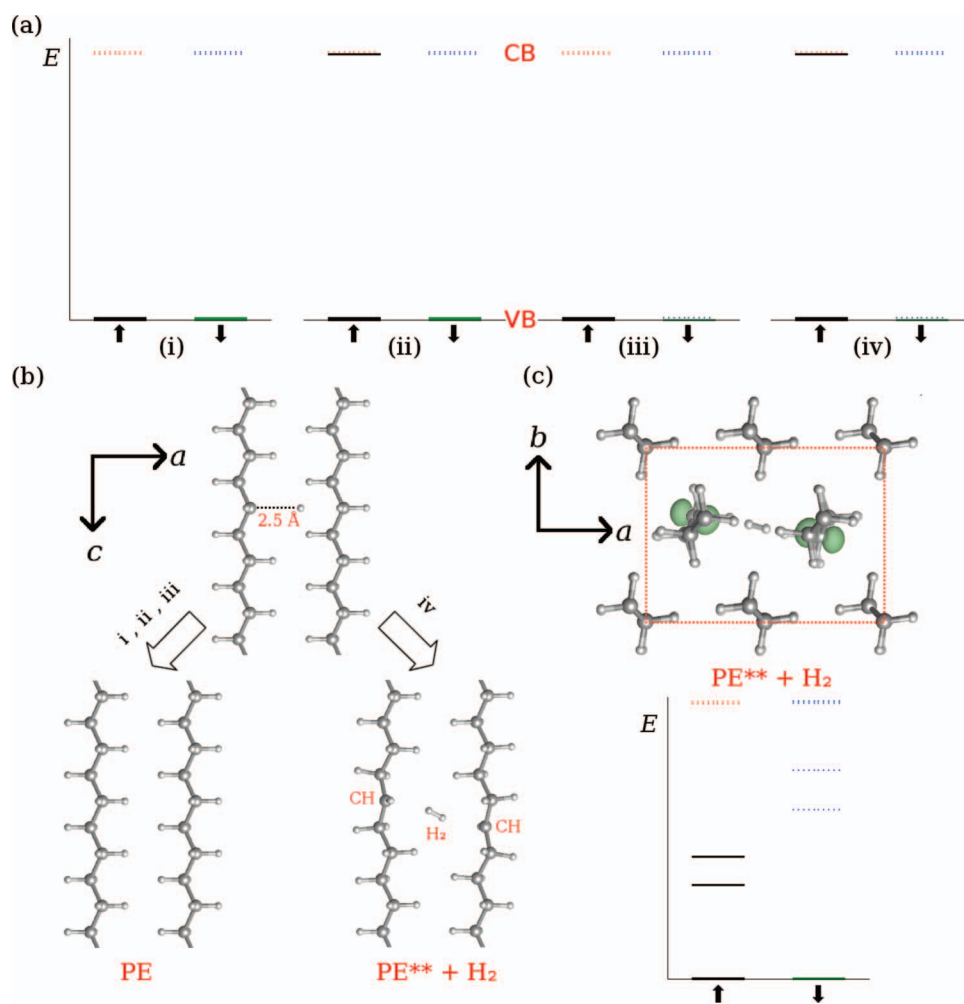 (a)
E
CB
VB
(i)
(ii)
(iii)
(iv)
(b)
a
c
2.5 Å
i , ii , iii
iv
CH
H₂
CH
PE
PE** + H₂
(c)
b
a
PE** + H₂
E